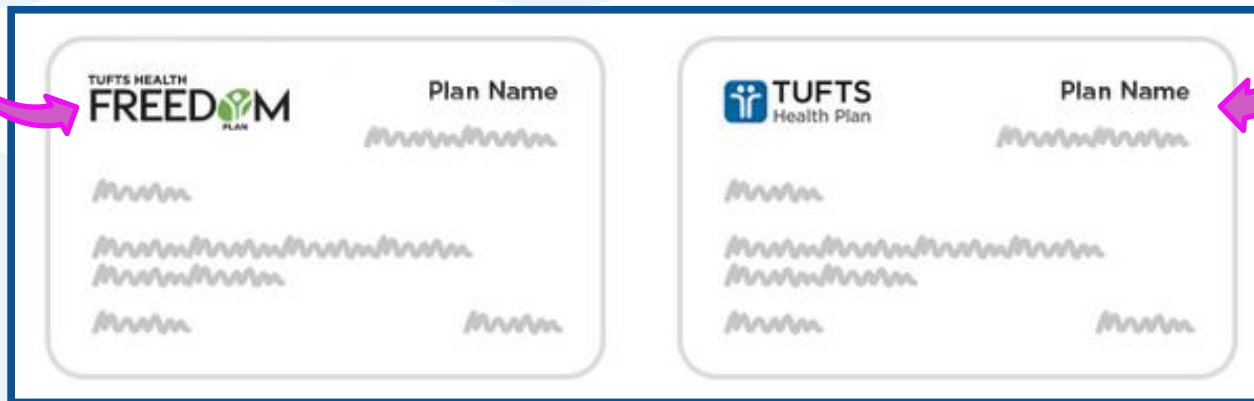 TUFTS HEALTH
FREEDOM
PLAN
Plan Name
TUFTS
Health Plan
Plan Name